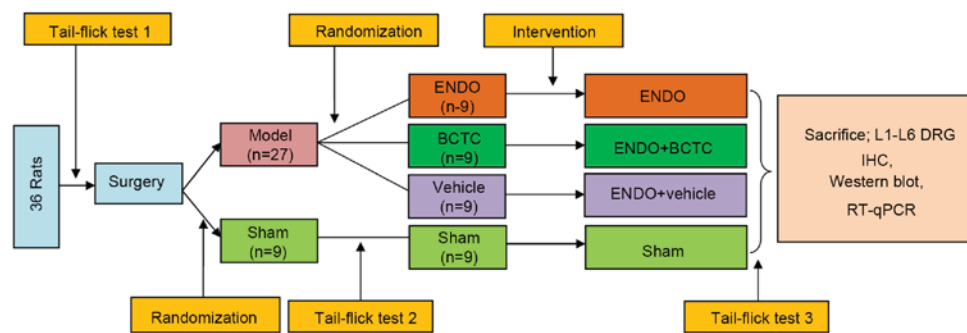 Tail-flick test 1
Randomization
Intervention
36 Rats
Surgery
Model
(n=27)
Sham
(n=9)
ENDO
(n-9)
BCTC
(n=9)
Vehicle
(n=9)
Sham
(n=9)
ENDO
ENDO+BCTC
ENDO+vehicle
Sham
Sacrifice; L1-L6 DRG
IHC,
Western blot,
RT-qPCR
Randomization
Tail-flick test 2
Tail-flick test 3